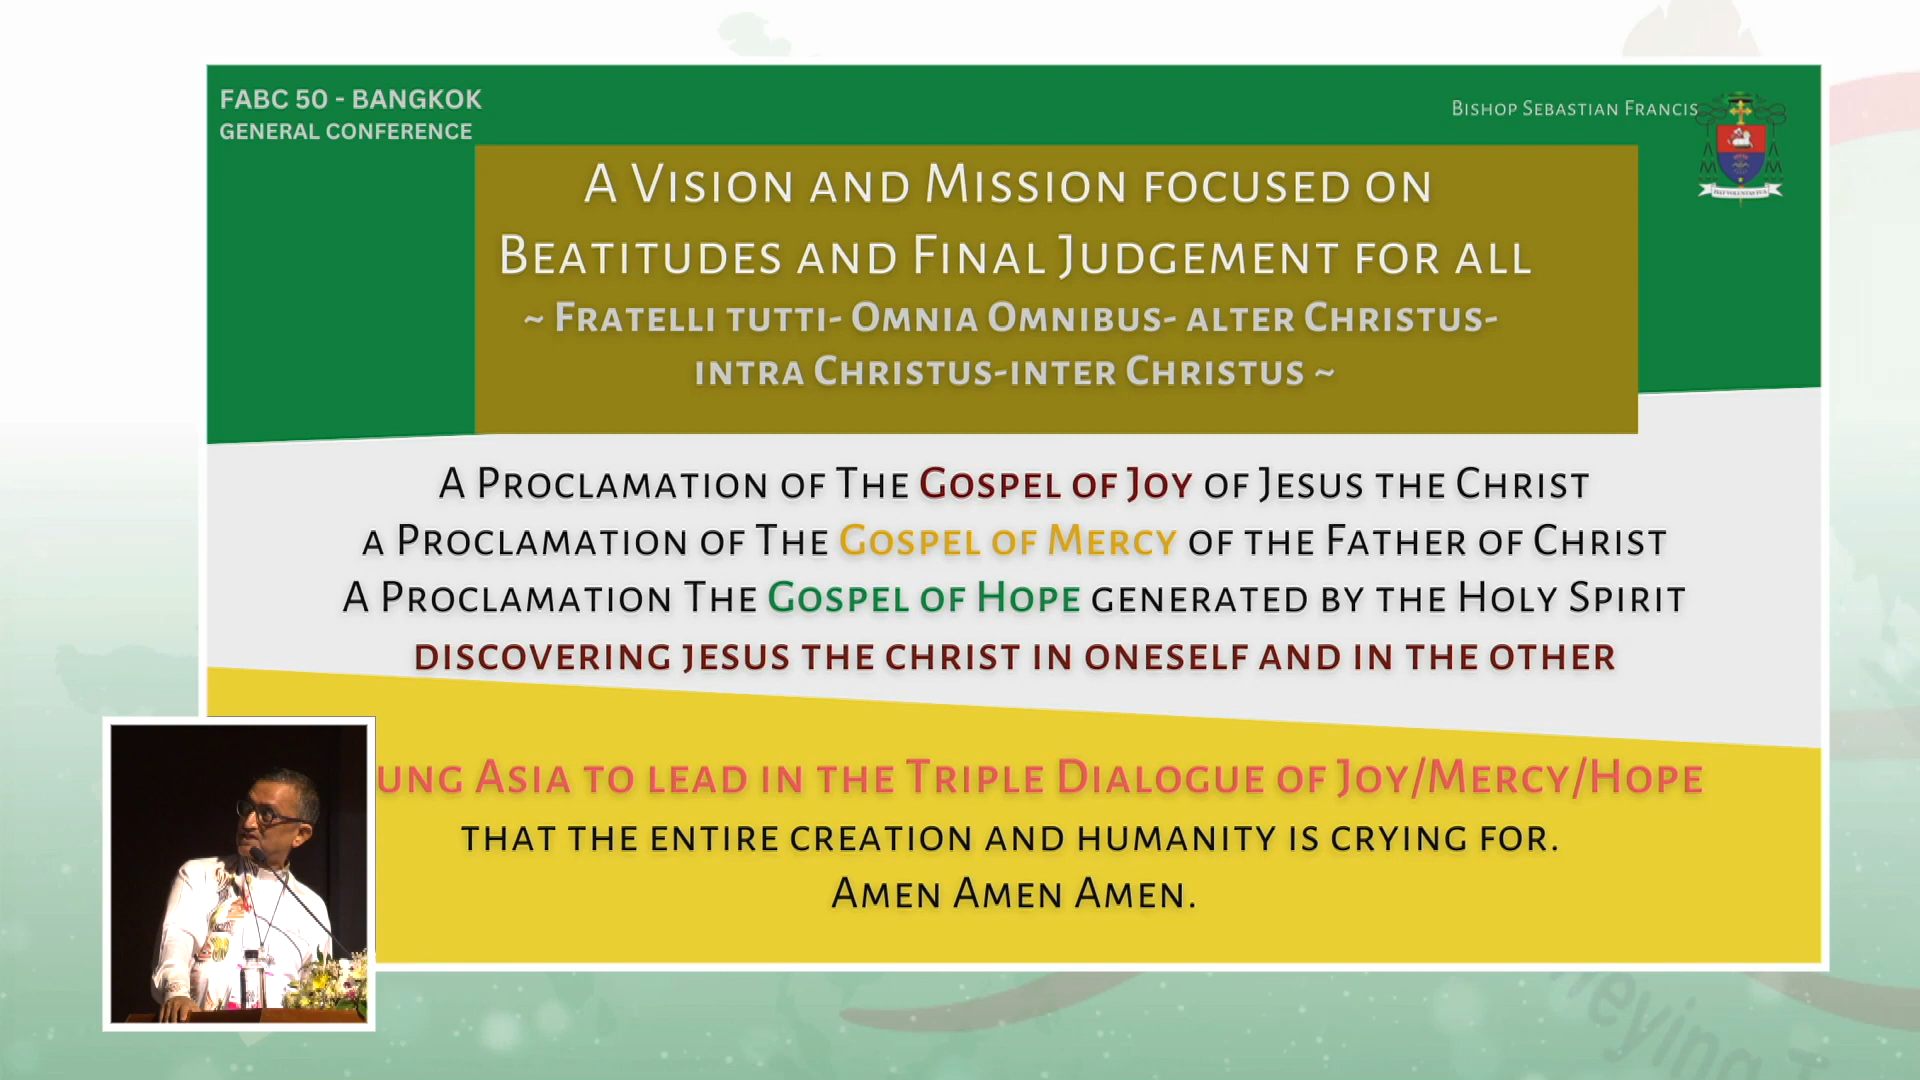 FABC 50 - BANGKOK
GENERAL CONFERENCE
BISHOP SEBASTIAN FRANCIS
A VISION AND MISSION FOCUSED ON
BEATITUDES AND FINAL JUDGEMENT FOR ALL
~ FRATELLI TUTTI- OMNIA OMNIBUS- ALTER CHRISTUS-
INTRA CHRISTUS-INTER CHRISTUS ~
A PROCLAMATION OF THE GOSPEL OF JOY OF JESUS THE CHRIST
A PROCLAMATION OF THE GOSPEL OF MERCY OF THE FATHER OF CHRIST
A PROCLAMATION THE GOSPEL OF HOPE GENERATED BY THE HOLY SPIRIT
DISCOVERING JESUS THE CHRIST IN ONESELF AND IN THE OTHER
UNG ASIA TO LEAD IN THE TRIPLE DIALOGUE OF JOY/MERCY/HOPE
THAT THE ENTIRE CREATION AND HUMANITY IS CRYING FOR.
AMEN AMEN AMEN.